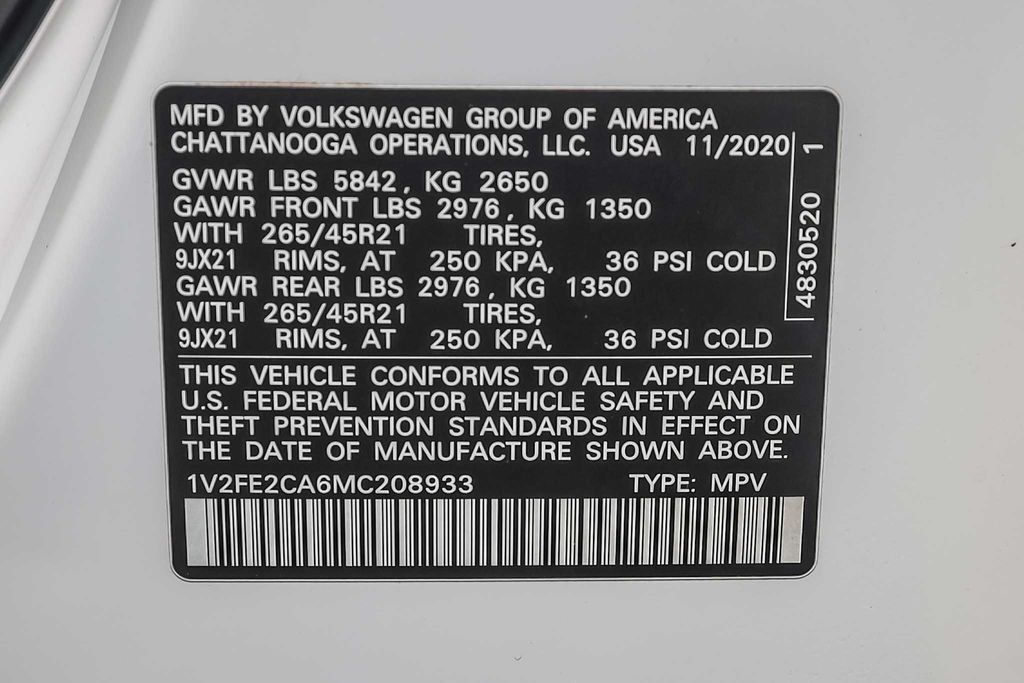 MFD BY VOLKSWAGEN GROUP OF AMERICA
CHATTANOOGA OPERATIONS, LLC. USA 11/2020
GVWR LBS 5842, KG 2650
GAWR FRONT LBS 2976, KG 1350
WITH 265/45R21 TIRES,
9JX21 RIMS, AT 250 KPA, 36 PSI COLD
GAWR REAR LBS 2976, KG 1350
WITH 265/45R21 TIRES,
9JX21 RIMS, AT 250 KPA, 36 PSI COLD
4830520 1
THIS VEHICLE CONFORMS TO ALL APPLICABLE
U.S. FEDERAL MOTOR VEHICLE SAFETY AND
THEFT PREVENTION STANDARDS IN EFFECT ON
THE DATE OF MANUFACTURE SHOWN ABOVE.
1V2FE2CA6MC208933 TYPE: MPV